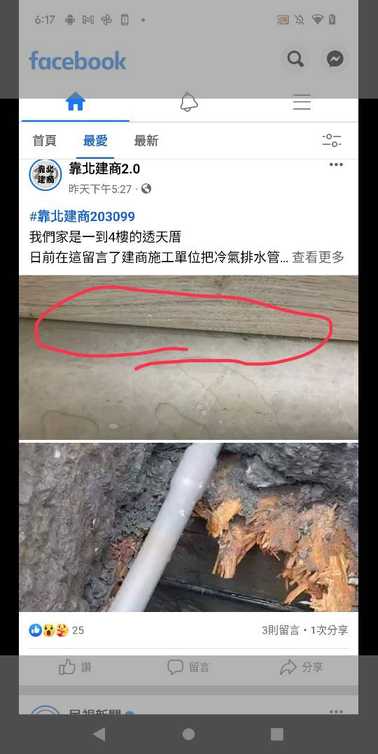 6:17
facebook
首頁
最愛
最新
靠北建商
靠北建商2.0
昨天下午5:27
#靠北建商203099
我們家是一到4樓的透天厝
日前在這留言了建商施工單位把冷氣排水管... 查看更多
25
3則留言・1次分享
讚
留言
分享